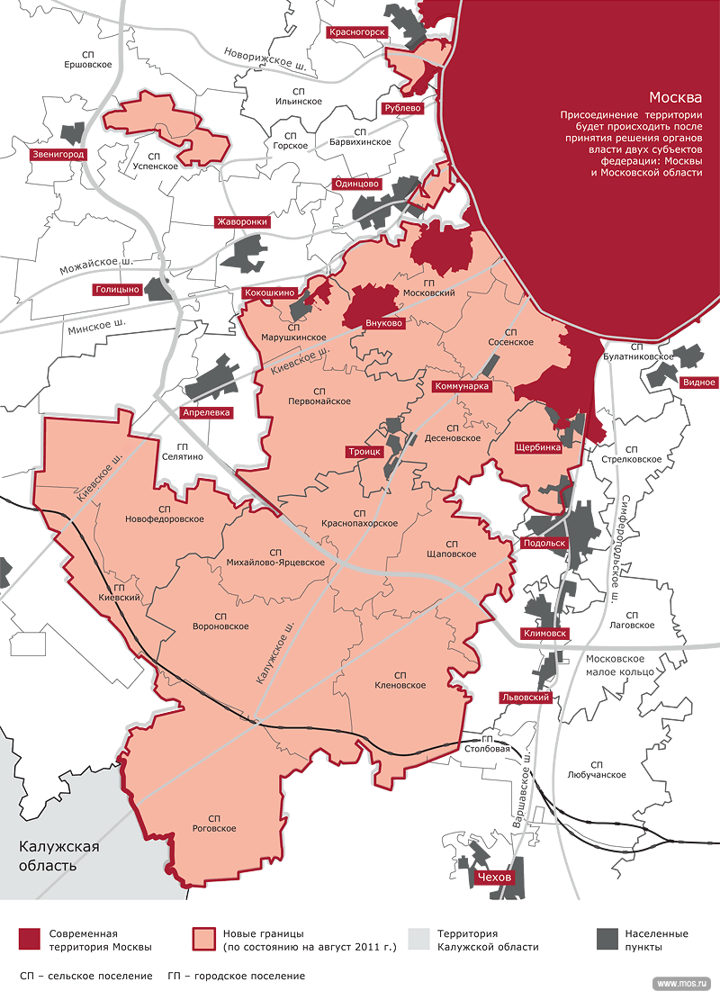 Красногорск
Новорижское ш.
СП
Ершовское
СП
Ильинское
Москва
Присоединение территории
будет происходить после
принятия решения органов
власти двух субъектов
федерации: Москвы
и Московской области
Рублево
СП
Горское
СП
Барвихинское
Звенигород
СП
Успенское
Одинцово
Жаворонки
Можайское ш.
Голицыно
Кокошкино
ГП
Московский
Минское ш.
СП
Марушкинское
Внуково
СП
Сосенское
СП
Булатниковское
Киевское ш.
Видное
Коммунарка
СП
Первомайское
Апрелевка
СП
Десеновское
Троицк
Щербинка
ГП
Селятино
СП
Стрелковское
Киевское ш.
СП
Новофедоровское
СП
Краснопахорское
Симферопольское ш.
СП
Михайлово-Ярцевское
СП
Щаповское
Подольск
ГП
Киевский
СП
Вороновское
СП
Лаговское
Климовск
Калужское ш.
Московское
малое кольцо
СП
Кленовское
Львовский
ГП
Столбовая
СП
Любучанское
Варшавское ш.
СП
Роговское
Калужская
область
Чехов
Современная
территория Москвы
Новые границы
(по состоянию на август 2011 г.)
Территория
Калужской области
Населенные
пункты
СП – сельское поселение ГП – городское поселение
www.mos.ru